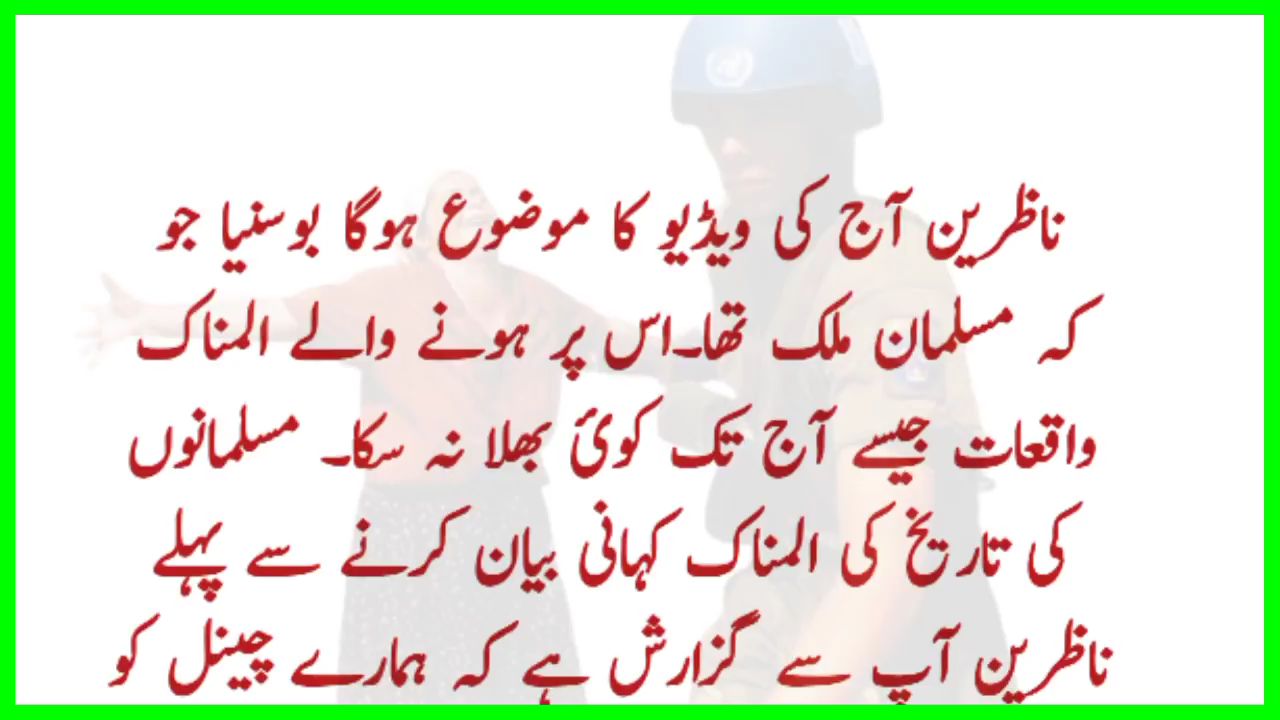 ناظرین آج کی ویڈیو کا موضوع ہوگا بوسنیا جو
کہ مسلمان ملک تھا۔اس پر ہونے والے المناک
واقعات جیسے آج تک کوئ بھلا نہ سکا۔ مسلمانوں
کی تاریخ کی المناک کہانی بیان کرنے سے پہلے
ناظرین آپ سے گزارش ہے کہ ہمارے چینل کو